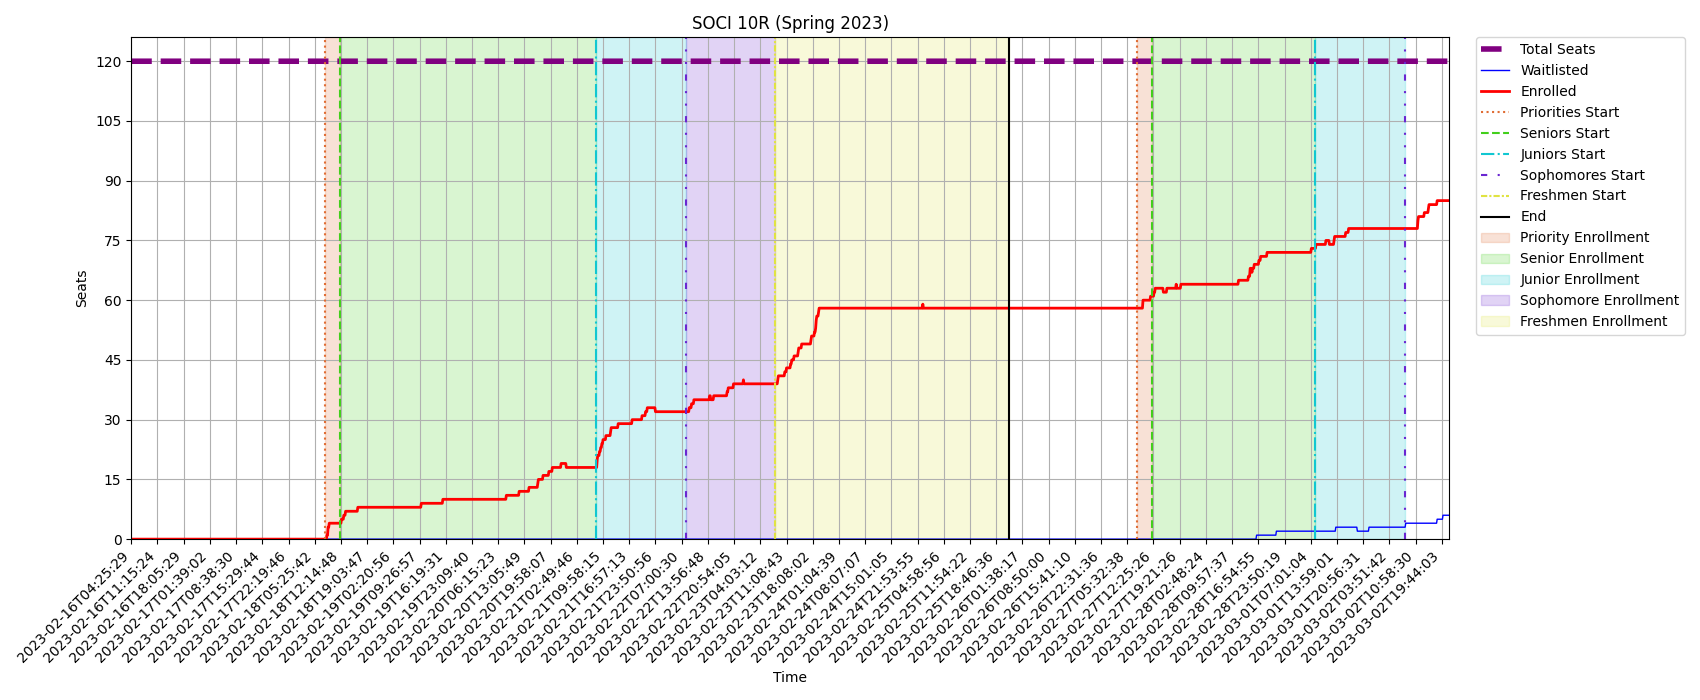 SOCI 10R (Spring 2023)
120
105
90
75
60
45
30
15
0
Seats
2023-02-16T04:25:29
2023-02-16T11:15:24
2023-02-16T18:05:29
2023-02-17T01:39:02
2023-02-17T08:38:30
2023-02-17T15:29:44
2023-02-17T22:19:46
2023-02-18T05:25:42
2023-02-18T12:14:48
2023-02-18T19:03:47
2023-02-19T02:20:56
2023-02-19T09:26:57
2023-02-19T16:19:31
2023-02-19T23:09:40
2023-02-20T06:15:23
2023-02-20T13:05:49
2023-02-20T19:58:07
2023-02-21T02:49:46
2023-02-21T09:58:15
2023-02-21T16:57:13
2023-02-21T23:50:56
2023-02-22T07:00:30
2023-02-22T13:56:48
2023-02-22T20:54:05
2023-02-23T04:03:12
2023-02-23T11:08:43
2023-02-23T18:08:02
2023-02-24T01:04:39
2023-02-24T08:07:07
2023-02-24T15:01:05
2023-02-24T21:53:55
2023-02-25T04:58:56
2023-02-25T11:54:22
2023-02-25T18:46:36
2023-02-26T01:38:17
2023-02-26T08:50:00
2023-02-26T15:41:10
2023-02-26T22:31:36
2023-02-27T05:32:38
2023-02-27T12:25:26
2023-02-27T19:21:26
2023-02-28T02:48:24
2023-02-28T09:57:37
2023-02-28T16:54:55
2023-02-28T23:50:19
2023-03-01T07:01:04
2023-03-01T13:59:01
2023-03-01T20:56:31
2023-03-02T03:51:42
2023-03-02T10:58:30
2023-03-02T19:44:03
Time
Total Seats
Waitlisted
Enrolled
Priorities Start
Seniors Start
Juniors Start
Sophomores Start
Freshmen Start
End
Priority Enrollment
Senior Enrollment
Junior Enrollment
Sophomore Enrollment
Freshmen Enrollment